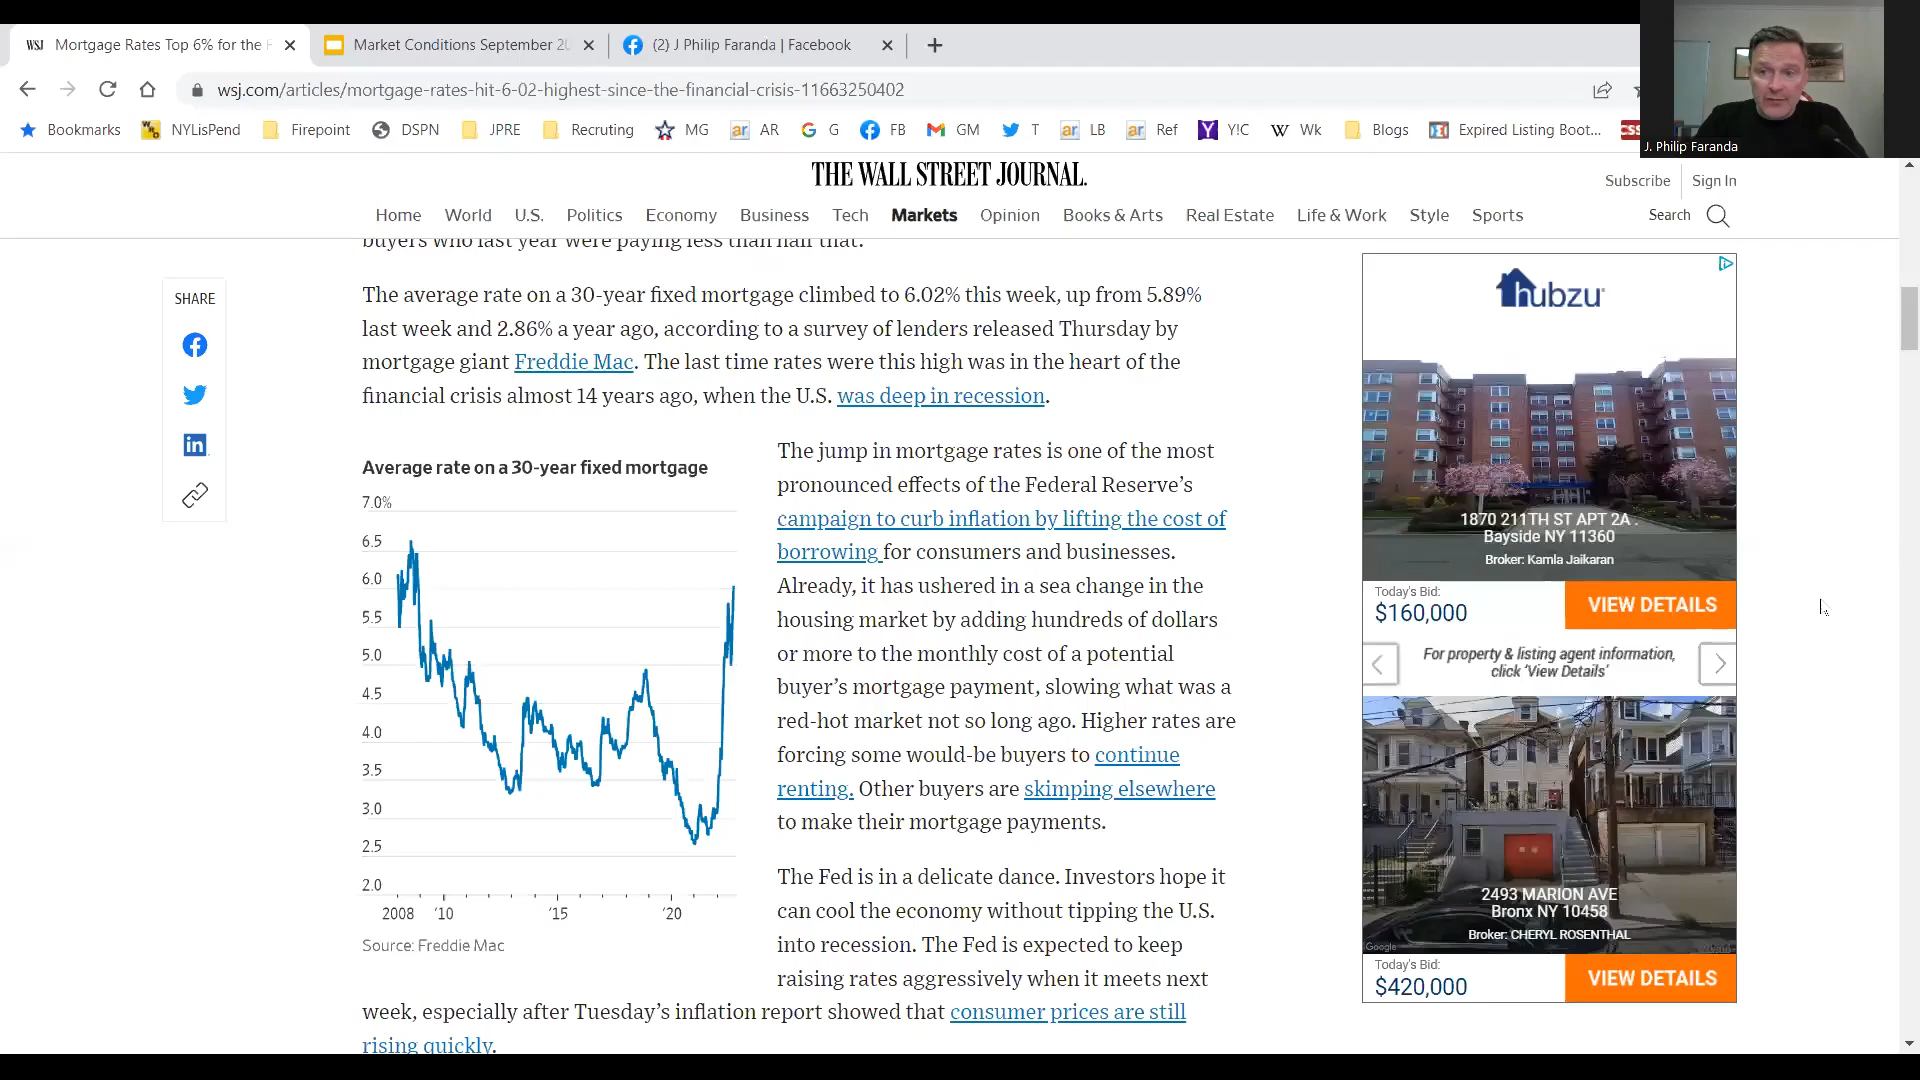 WSJ Mortgage Rates Top 6% for the F
Market Conditions September 20
(2) J Philip Faranda | Facebook
wsj.com/articles/mortgage-rates-hit-6-02-highest-since-the-financial-crisis-11663250402
Bookmarks NYLisPend Firepoint DSPN JPRE Recruting MG AR G FB GM T LB Ref Y!C Wk Blogs Expired Listing Boot... CSS
J. Philip Faranda
THE WALL STREET JOURNAL.
Subscribe Sign In
Home World U.S. Politics Economy Business Tech Markets Opinion Books & Arts Real Estate Life & Work Style Sports
Search
buyers who last year were paying less than half that.
SHARE
The average rate on a 30-year fixed mortgage climbed to 6.02% this week, up from 5.89%
last week and 2.86% a year ago, according to a survey of lenders released Thursday by
mortgage giant Freddie Mac. The last time rates were this high was in the heart of the
financial crisis almost 14 years ago, when the U.S. was deep in recession.
Average rate on a 30-year fixed mortgage
7.0%
6.5
6.0
5.5
5.0
4.5
4.0
3.5
3.0
2.5
2.0
2008 '10 '15 '20
Source: Freddie Mac
The jump in mortgage rates is one of the most
pronounced effects of the Federal Reserve's
campaign to curb inflation by lifting the cost of
borrowing for consumers and businesses.
Already, it has ushered in a sea change in the
housing market by adding hundreds of dollars
or more to the monthly cost of a potential
buyer's mortgage payment, slowing what was a
red-hot market not so long ago. Higher rates are
forcing some would-be buyers to continue
renting. Other buyers are skimping elsewhere
to make their mortgage payments.
The Fed is in a delicate dance. Investors hope it
can cool the economy without tipping the U.S.
into recession. The Fed is expected to keep
raising rates aggressively when it meets next
week, especially after Tuesday's inflation report showed that consumer prices are still
rising quickly.
hubzu
1870 211TH ST APT 2A .
Bayside NY 11360
Broker: Kamla Jaikaran
Today's Bid:
$160,000
VIEW DETAILS
For property & listing agent information,
click 'View Details'
2493 MARION AVE
Bronx NY 10458
Broker: CHERYL ROSENTHAL
Google
Today's Bid:
$420,000
VIEW DETAILS